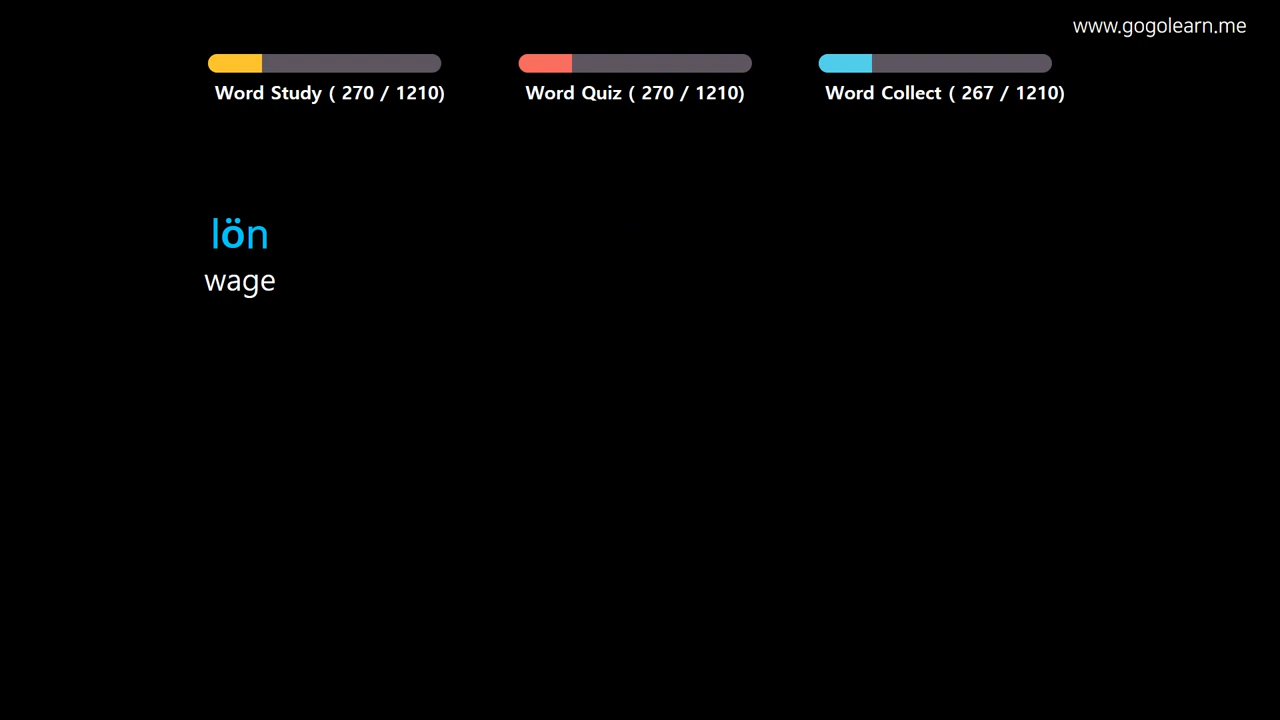 www.gogolearn.me
Word Study ( 270 / 1210)
Word Quiz ( 270 / 1210)
Word Collect ( 267 / 1210)
lön
wage